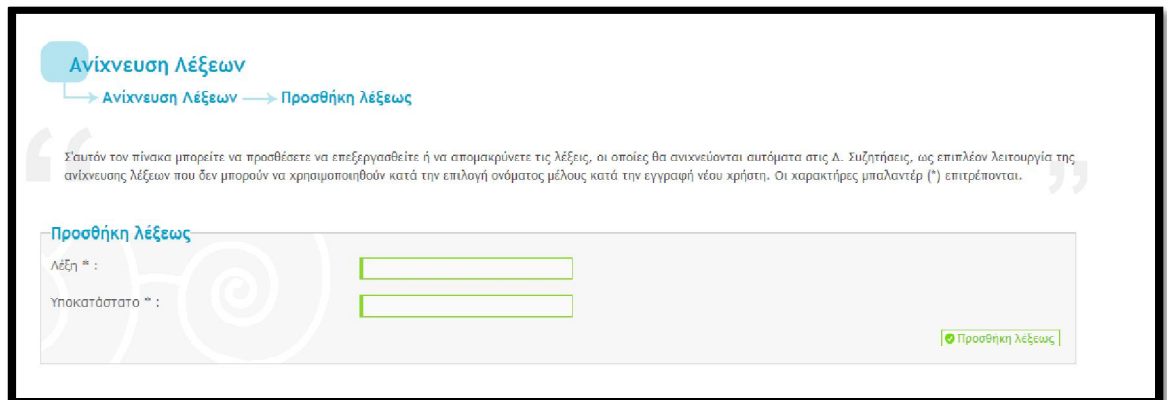 Ανίχνευση Λέξεων
Ανίχνευση Λέξεων → Προσθήκη λέξεως
Σ'αυτόν τον πίνακα μπορείτε να προσθέσετε να επεξεργασθείτε ή να απομακρύνετε τις λέξεις, οι οποίες θα ανιχνεύονται αυτόματα στις Δ. Συζητήσεις, ως επιπλέον λειτουργία της
ανίχνευσης λέξεων που δεν μπορούν να χρησιμοποιηθούν κατά την επιλογή ονόματος μέλους κατά την εγγραφή νέου χρήστη. Οι χαρακτήρες μπαλαντέρ (*) επιτρέπονται.
Προσθήκη λέξεως
Λέξη * :
Υποκατάστατο * :
Προσθήκη λέξεως